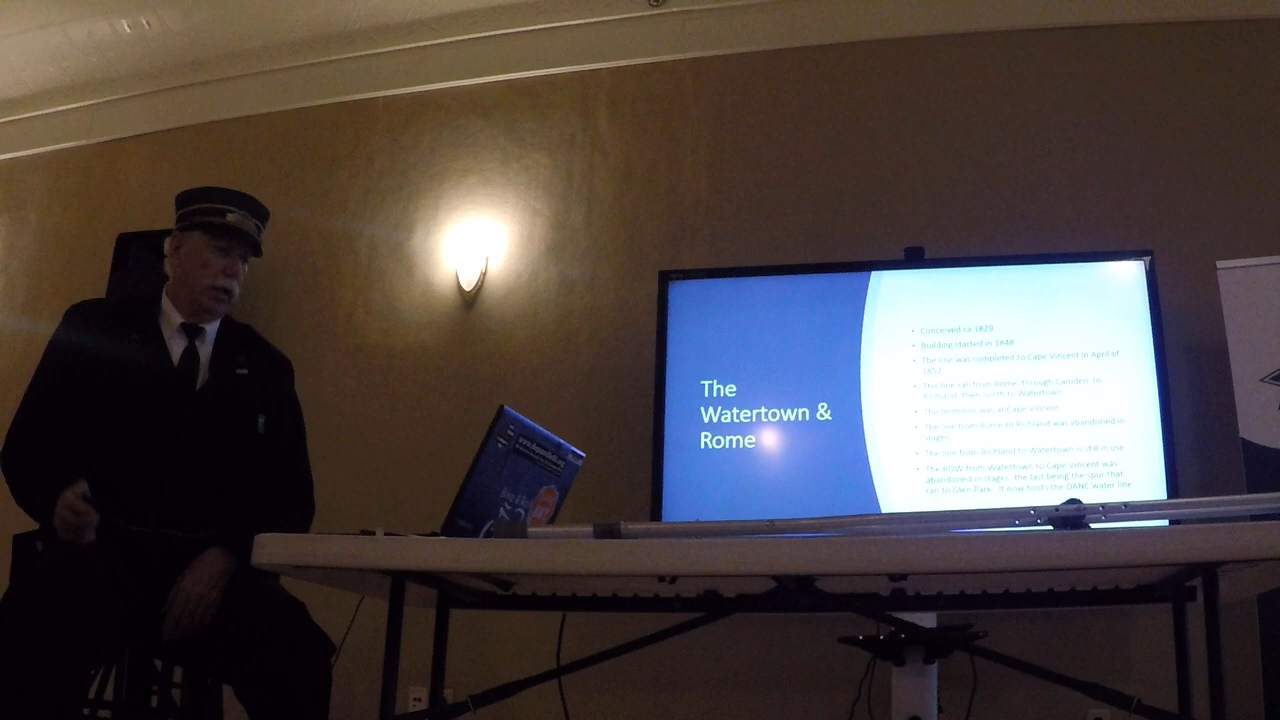 The
Watertown &
Rome
• Conceived ca 1829
• Building started in 1848
• The line was completed to Cape Vincent in April of
1852
• This line ran from Rome, through Camden, to
Richland, then north to Watertown
• The terminus was at Cape Vincent
• The line from Rome to Richland was abandoned in
stages
• The line from Richland to Watertown is still in use
• The ROW from Watertown to Cape Vincent was
abandoned in stages, the last being the spur that
ran to Glen Park - it now hosts the DANC water line